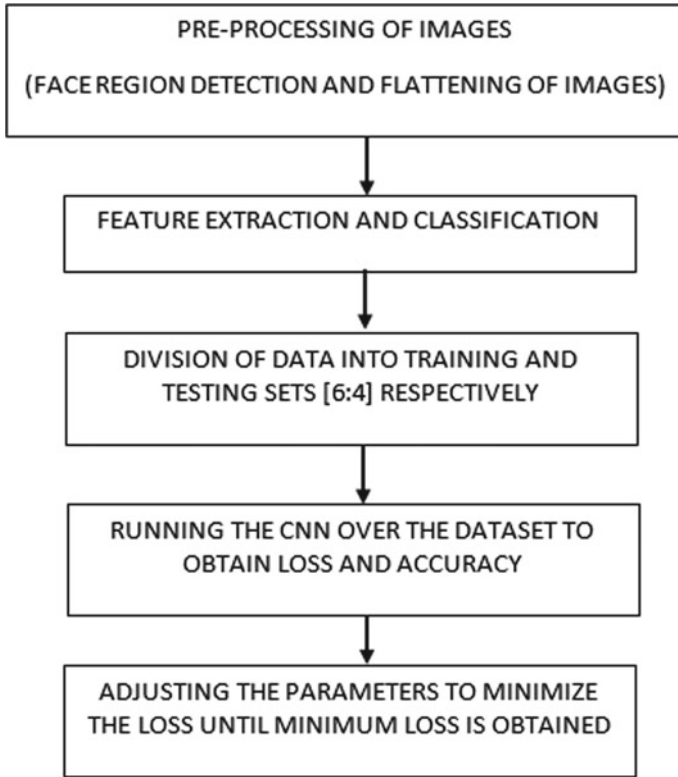 PRE-PROCESSING OF IMAGES
(FACE REGION DETECTION AND FLATTENING OF IMAGES)
FEATURE EXTRACTION AND CLASSIFICATION
DIVISION OF DATA INTO TRAINING AND
TESTING SETS [6:4] RESPECTIVELY
RUNNING THE CNN OVER THE DATASET TO
OBTAIN LOSS AND ACCURACY
ADJUSTING THE PARAMETERS TO MINIMIZE
THE LOSS UNTIL MINIMUM LOSS IS OBTAINED